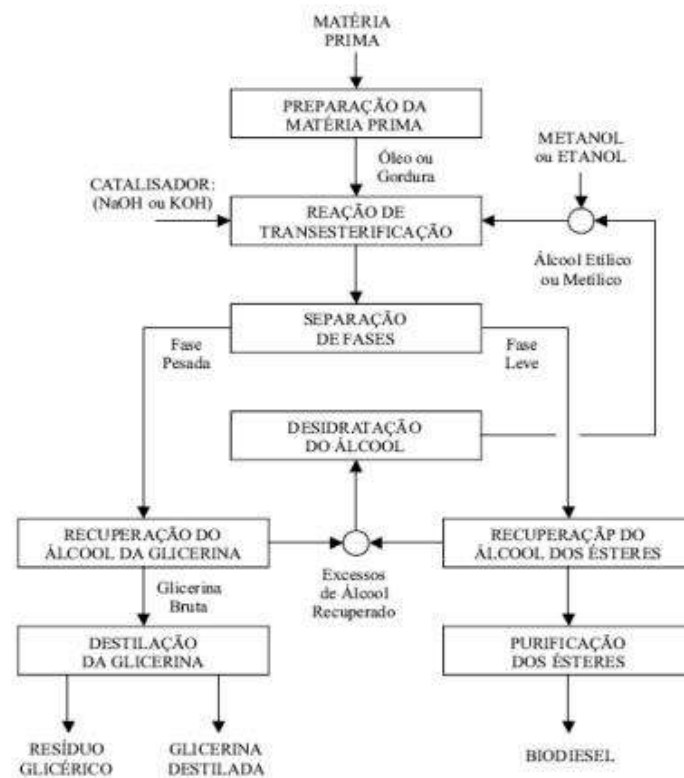 MATÉRIA
PRIMA
PREPARAÇÃO DA
MATÉRIA PRIMA
METANOL
ou ETANOL
Óleo ou
Gordura
CATALISADOR:
(NaOH ou KOH)
REAÇÃO DE
TRANSESTERIFICAÇÃO
Álcool Etílico
ou Metílico
SEPARAÇÃO
DE FASES
Fase
Pesada
Fase
Leve
DESIDRATAÇÃO
DO ÁLCOOL
RECUPERAÇÃO DO
ÁLCOOL DA GLICERINA
RECUPERAÇÃP DO
ÁLCOOL DOS ÉSTERES
Glicerina
Bruta
Excessos
de Álcool
Recuperado
DESTILAÇÃO
DA GLICERINA
PURIFICAÇÃO
DOS ÉSTERES
RESÍDUO
GLICÉRICO
GLICERINA
DESTILADA
BIODIESEL